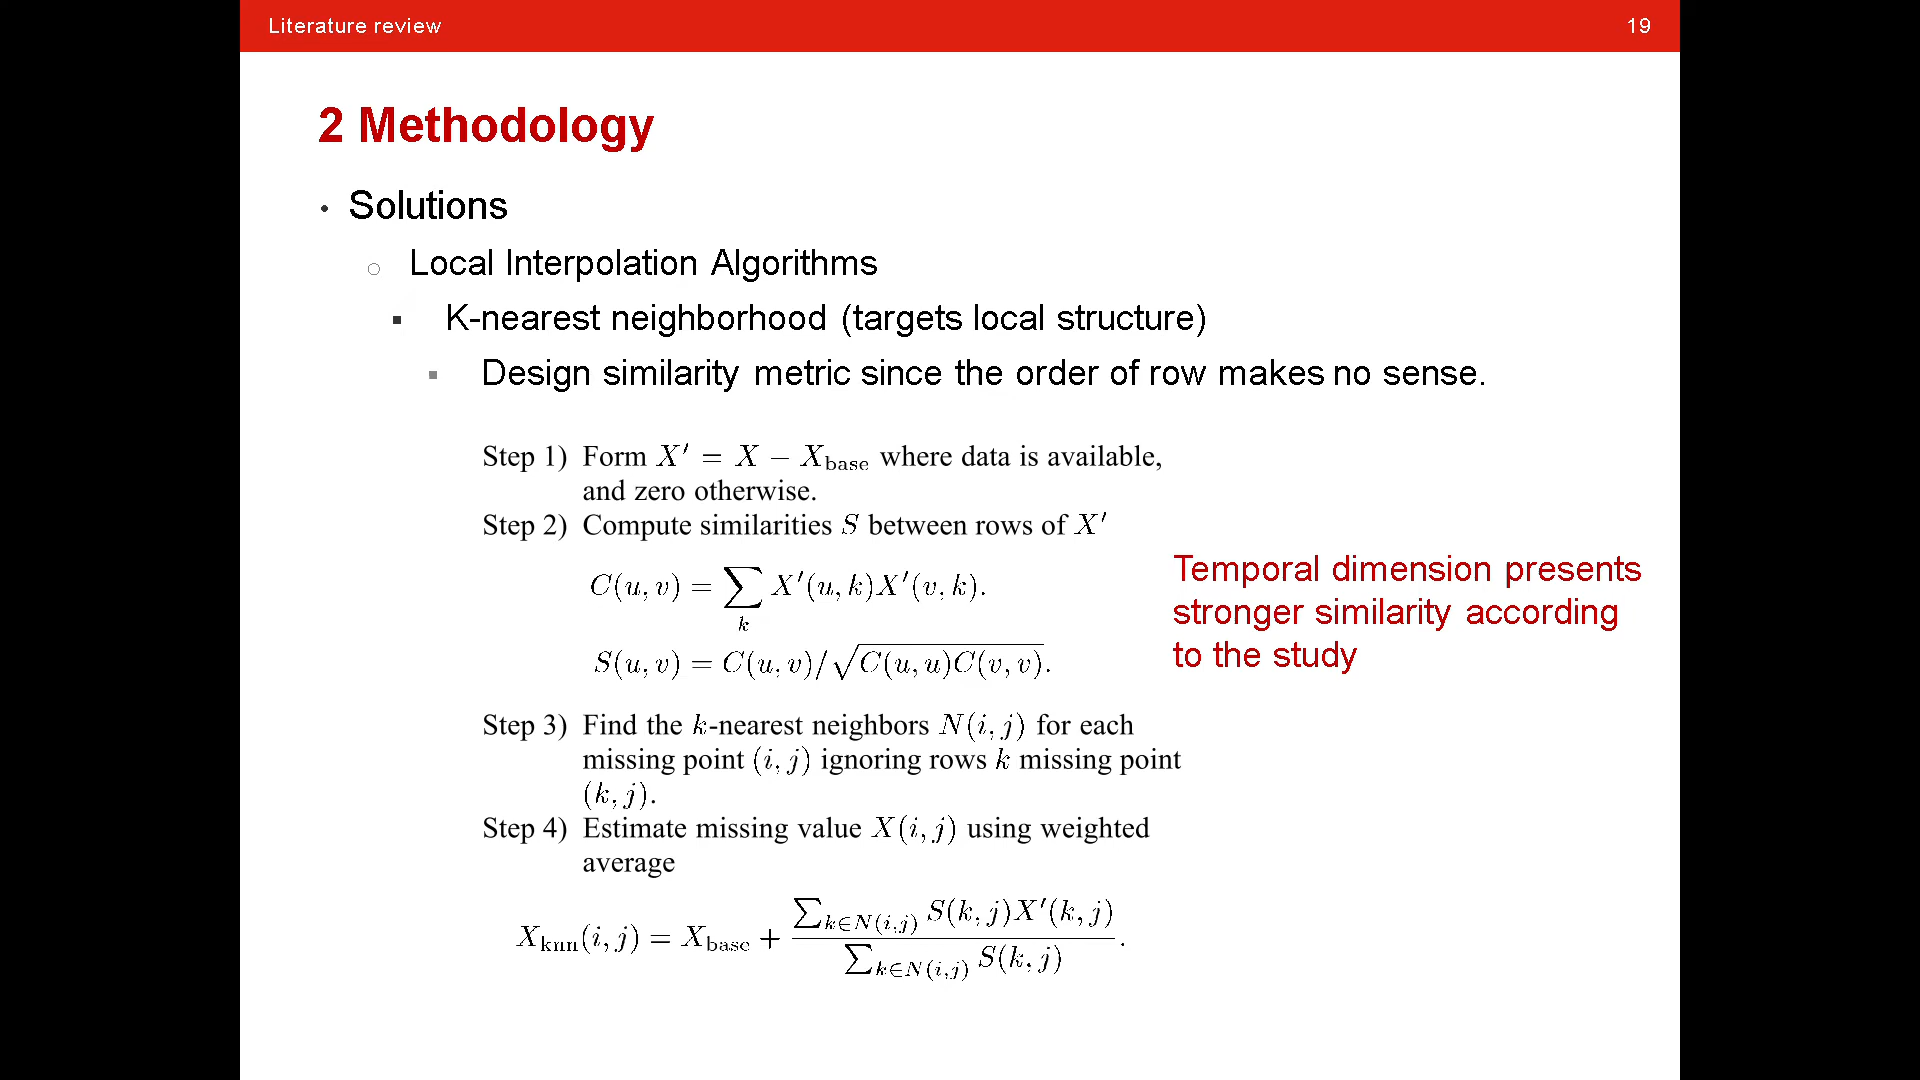 Literature review 19
2 Methodology
• Solutions
○ Local Interpolation Algorithms
▪ K-nearest neighborhood (targets local structure)
▪ Design similarity metric since the order of row makes no sense.
Step 1) Form X′ = X − X_base where data is available,
and zero otherwise.
Step 2) Compute similarities S between rows of X′
C(u, v) = ∑_k X′(u, k)X′(v, k).
S(u, v) = C(u, v)/√(C(u, u)C(v, v)).
Temporal dimension presents
stronger similarity according
to the study
Step 3) Find the k-nearest neighbors N(i, j) for each
missing point (i, j) ignoring rows k missing point
(k, j).
Step 4) Estimate missing value X(i, j) using weighted
average
X_knn(i, j) = X_base + (∑_{k∈N(i,j)} S(k, j)X′(k, j)) / (∑_{k∈N(i,j)} S(k, j)).